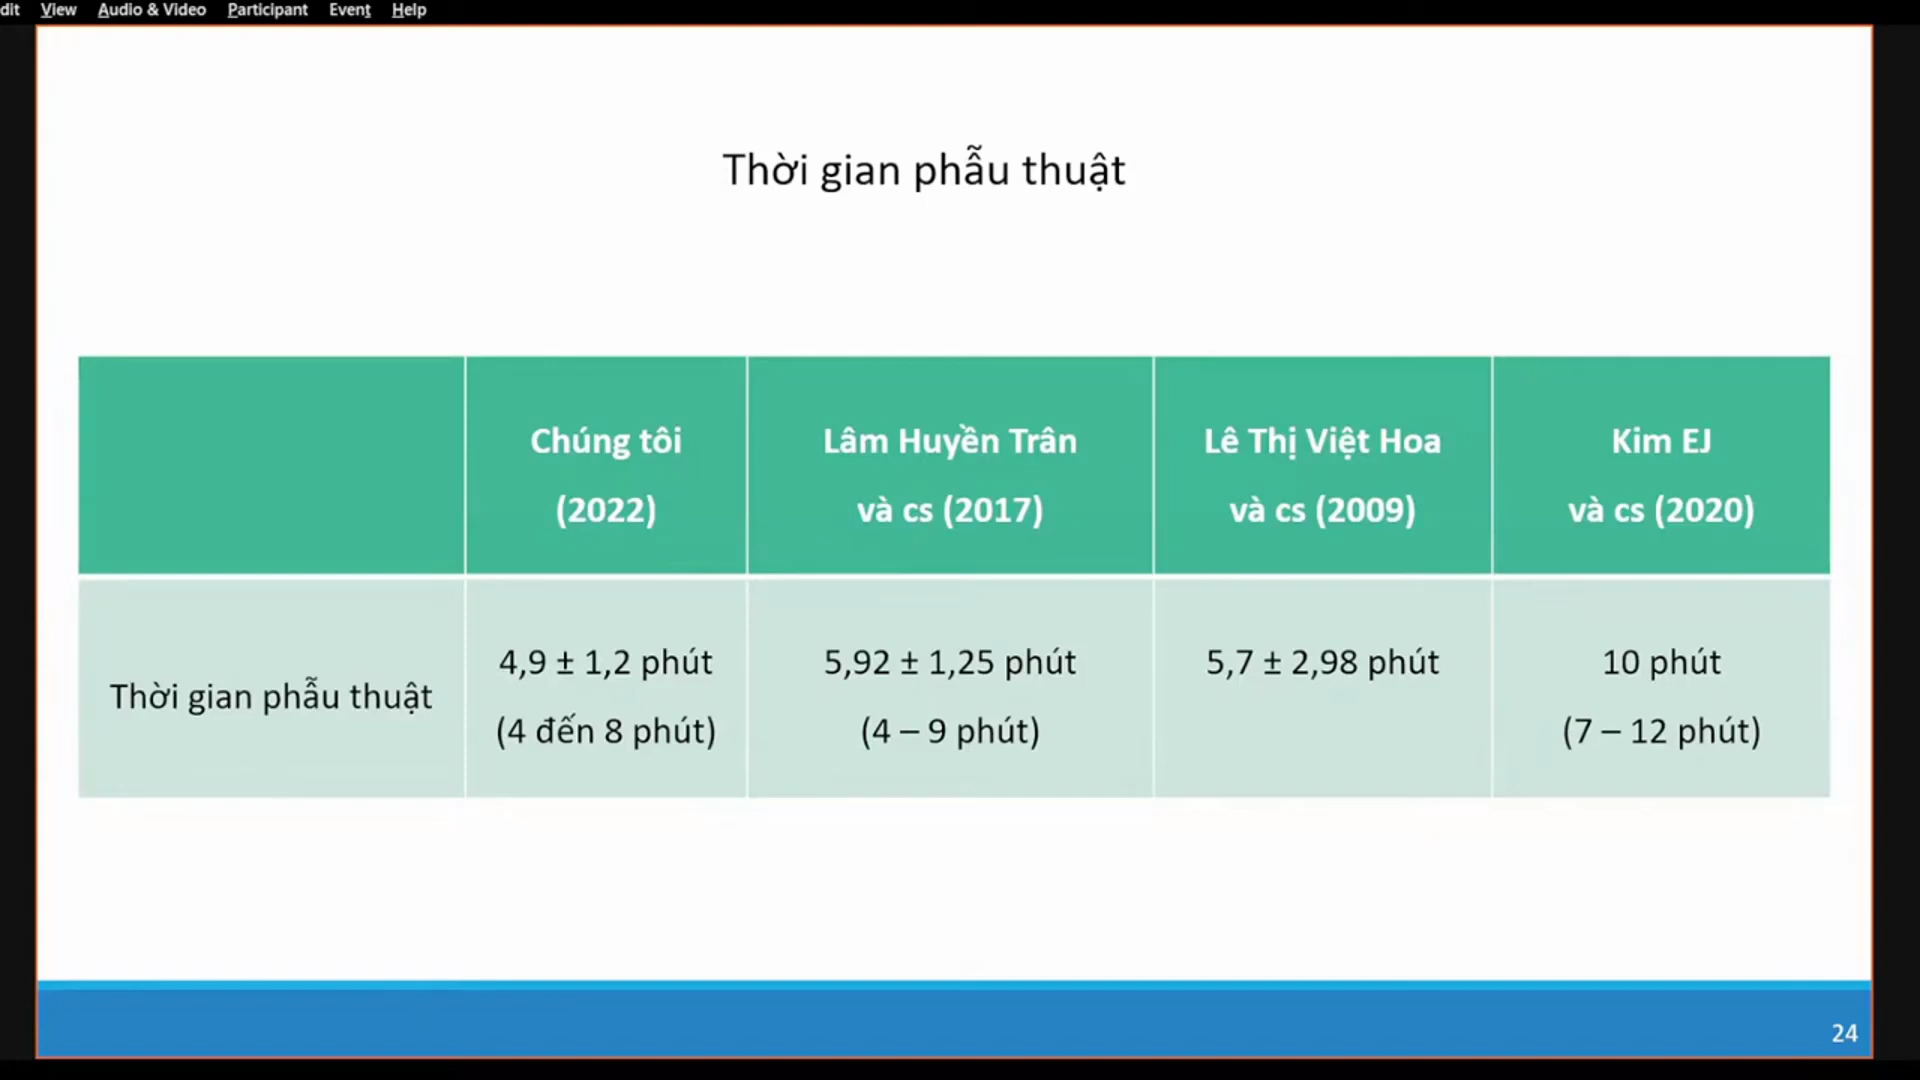 dit View Audio & Video Participant Event Help
Thời gian phẫu thuật
Chúng tôi
(2022)
Lâm Huyền Trân
và cs (2017)
Lê Thị Việt Hoa
và cs (2009)
Kim EJ
và cs (2020)
Thời gian phẫu thuật
4,9 ± 1,2 phút
(4 đến 8 phút)
5,92 ± 1,25 phút
(4 – 9 phút)
5,7 ± 2,98 phút
10 phút
(7 – 12 phút)
24